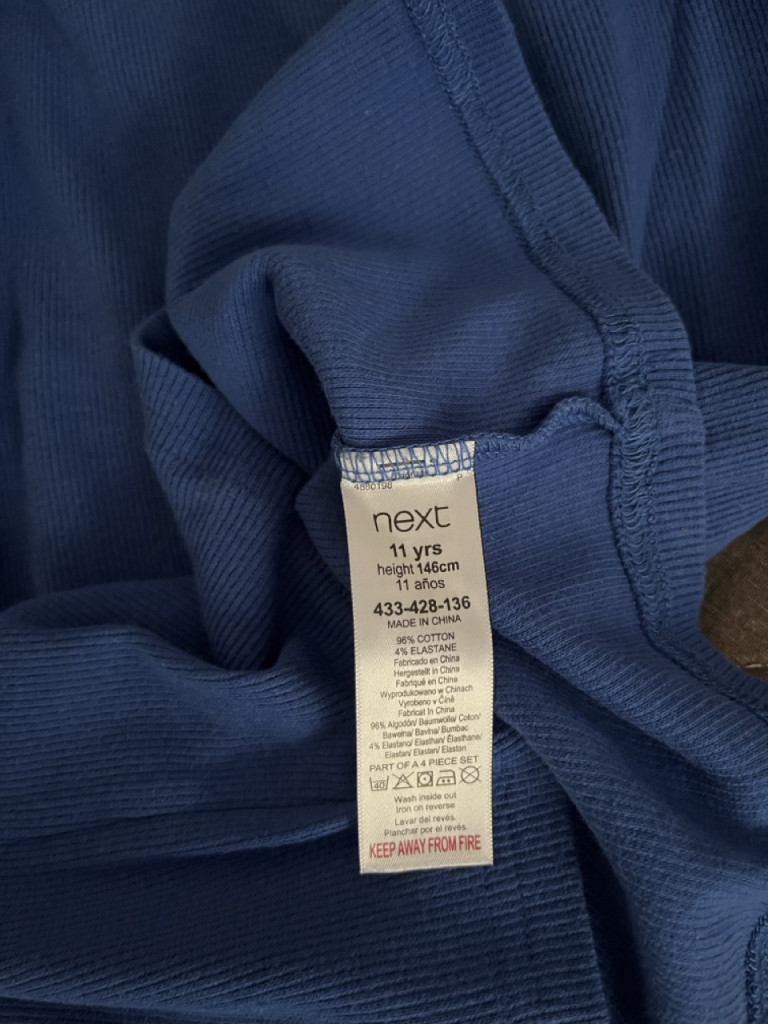 4880198 P
next
11 yrs
height 146cm
11 años
433-428-136
MADE IN CHINA
96% COTTON
4% ELASTANE
Fabricado en China
Hergestellt in China
Fabriqué en Chine
Wyprodukowano w Chinach
Vyrobeno v Číně
Fabricat în China
96% Algodón/ Baumwolle/ Coton/
Bawełna/ Bavlna/ Bumbac
4% Elastano/ Elasthan/ Élasthane/
Elastan/ Elastan/ Elastan
PART OF A 4 PIECE SET
40
Wash inside out
Iron on reverse
Lavar del revés.
Planchar por el revés.
KEEP AWAY FROM FIRE